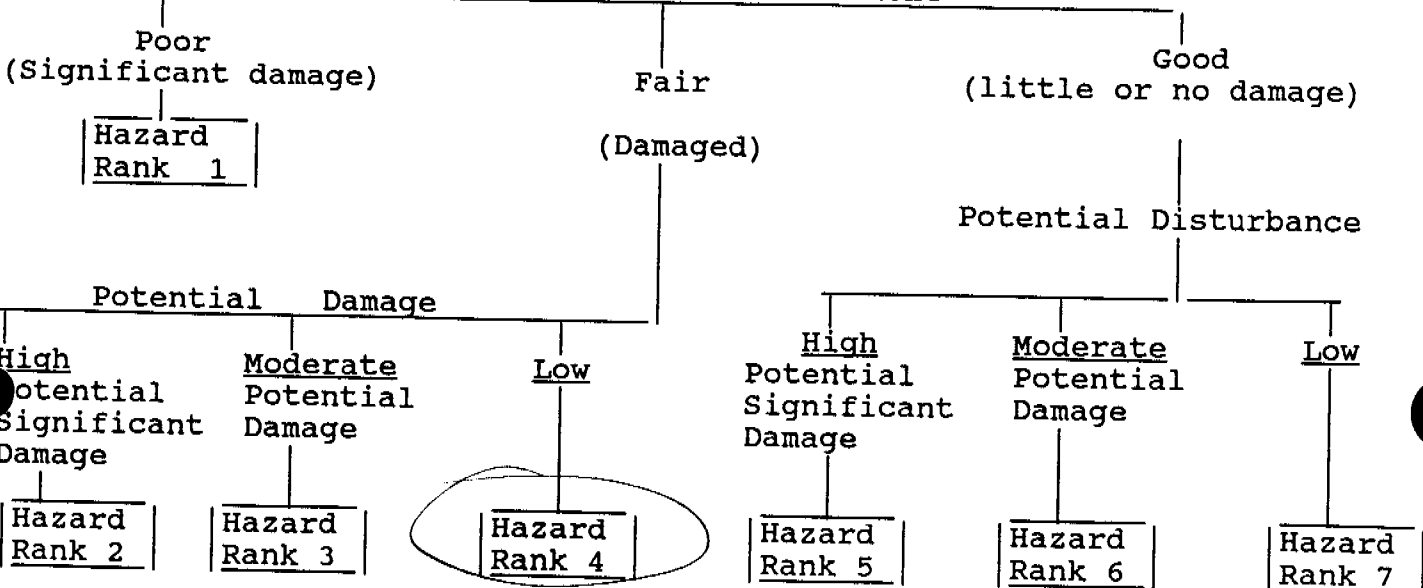 Poor
(Significant damage)
Hazard
Rank 1
Fair
(Damaged)
Good
(little or no damage)
Potential Disturbance
Potential Damage
High
Potential
Significant
Damage
Hazard
Rank 2
Moderate
Potential
Damage
Hazard
Rank 3
Low
Hazard
Rank 4
High
Potential
Significant
Damage
Hazard
Rank 5
Moderate
Potential
Damage
Hazard
Rank 6
Low
Hazard
Rank 7